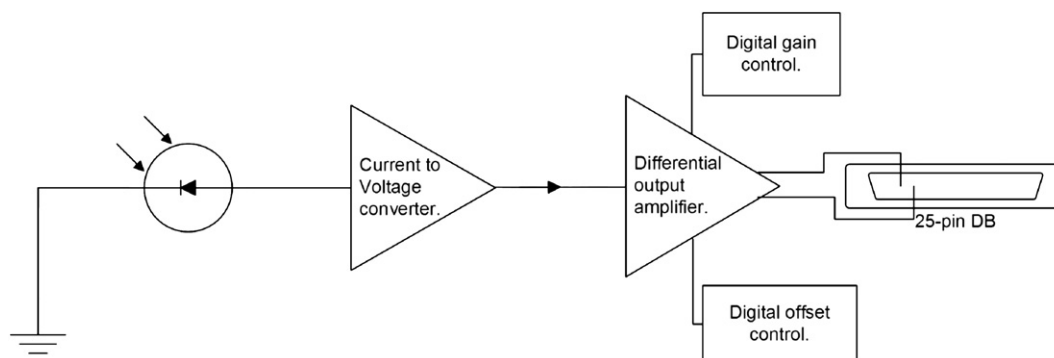 Digital gain
control.
Current to
Voltage
converter.
Differential
output
amplifier.
25-pin DB
Digital offset
control.